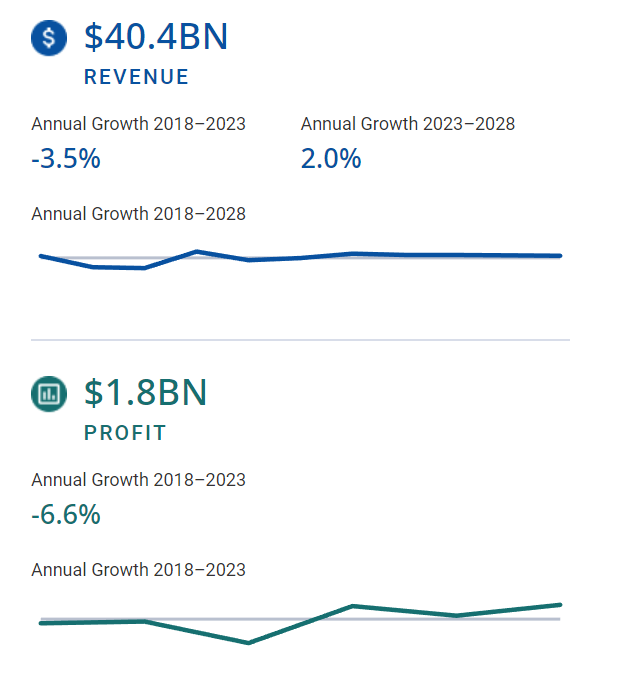 $ $40.4BN
REVENUE
Annual Growth 2018–2023 Annual Growth 2023–2028
-3.5% 2.0%
Annual Growth 2018–2028
$1.8BN
PROFIT
Annual Growth 2018–2023
-6.6%
Annual Growth 2018–2023